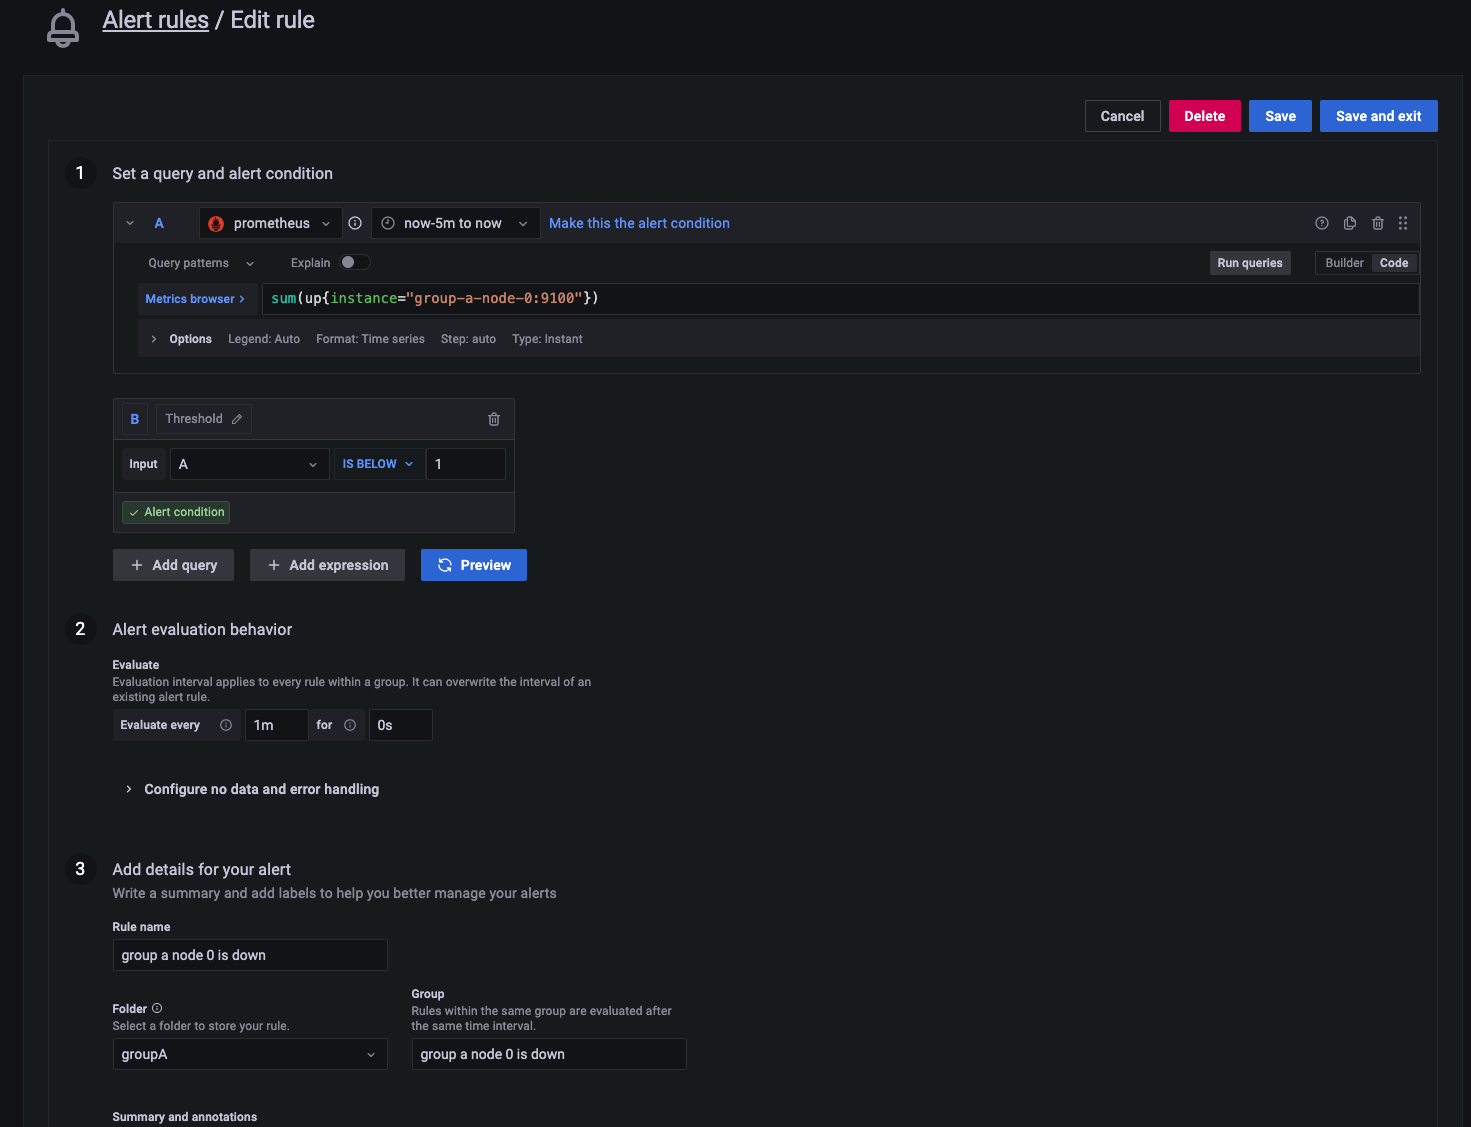 Alert rules / Edit rule
Cancel Delete Save Save and exit
1 Set a query and alert condition
A prometheus now-5m to now Make this the alert condition
Query patterns Explain Run queries Builder Code
Metrics browser > sum(up{instance="group-a-node-0:9100"})
> Options Legend: Auto Format: Time series Step: auto Type: Instant
B Threshold
Input A IS BELOW 1
Alert condition
+ Add query + Add expression Preview
2 Alert evaluation behavior
Evaluate
Evaluation interval applies to every rule within a group. It can overwrite the interval of an
existing alert rule.
Evaluate every 1m for 0s
> Configure no data and error handling
3 Add details for your alert
Write a summary and add labels to help you better manage your alerts
Rule name
group a node 0 is down
Folder
Select a folder to store your rule.
groupA
Group
Rules within the same group are evaluated after
the same time interval.
group a node 0 is down
Summary and annotations